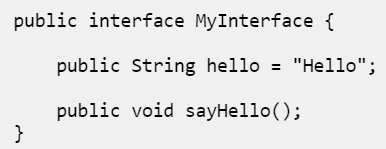 public interface MyInterface {
    public String hello = "Hello";
    public void sayHello();
}